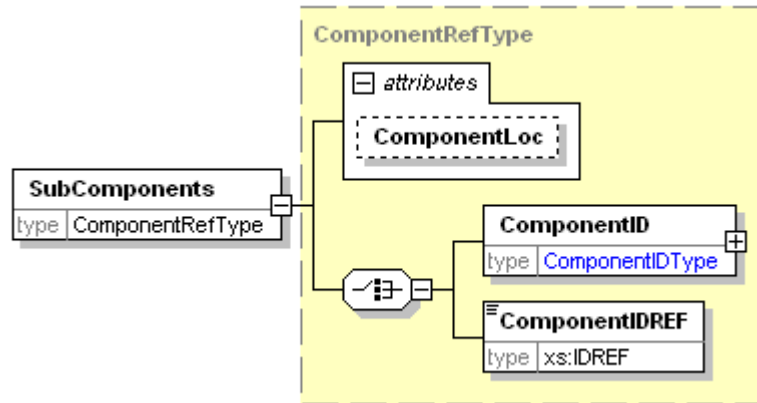 ComponentRefType
attributes
ComponentLoc
SubComponents
type ComponentRefType
ComponentID
type ComponentIDType
ComponentIDREF
type xs:IDREF